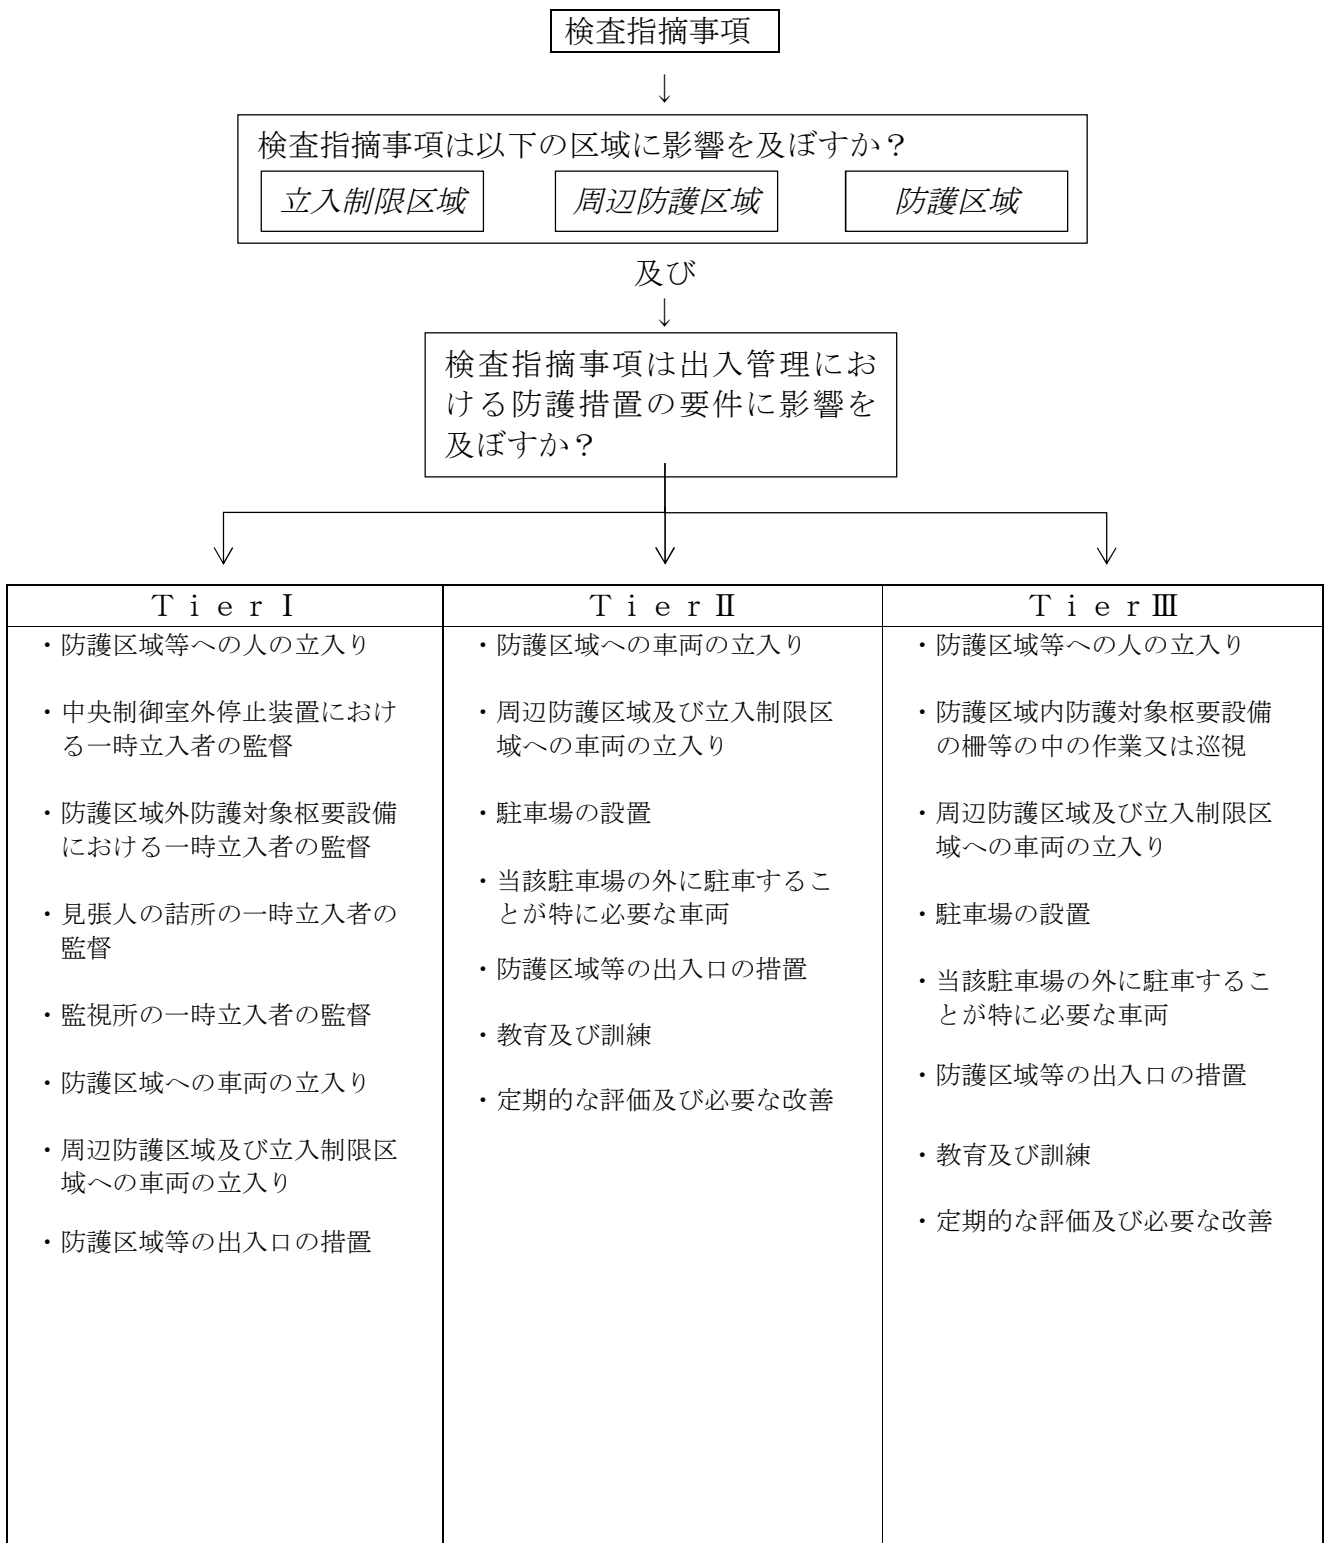 検査指摘事項
↓
検査指摘事項は以下の区域に影響を及ぼすか？
立入制限区域
周辺防護区域
防護区域
及び
↓
検査指摘事項は出入管理にお
ける防護措置の要件に影響を
及ぼすか？
ＴｉｅｒⅠ
・防護区域等への人の立入り
・中央制御室外停止装置におけ
る一時立入者の監督
・防護区域外防護対象枢要設備
における一時立入者の監督
・見張人の詰所の一時立入者の
監督
・監視所の一時立入者の監督
・防護区域への車両の立入り
・周辺防護区域及び立入制限区
域への車両の立入り
・防護区域等の出入口の措置
ＴｉｅｒⅡ
・防護区域への車両の立入り
・周辺防護区域及び立入制限区
域への車両の立入り
・駐車場の設置
・当該駐車場の外に駐車するこ
とが特に必要な車両
・防護区域等の出入口の措置
・教育及び訓練
・定期的な評価及び必要な改善
ＴｉｅｒⅢ
・防護区域等への人の立入り
・防護区域内防護対象枢要設備
の柵等の中の作業又は巡視
・周辺防護区域及び立入制限区
域への車両の立入り
・駐車場の設置
・当該駐車場の外に駐車するこ
とが特に必要な車両
・防護区域等の出入口の措置
・教育及び訓練
・定期的な評価及び必要な改善